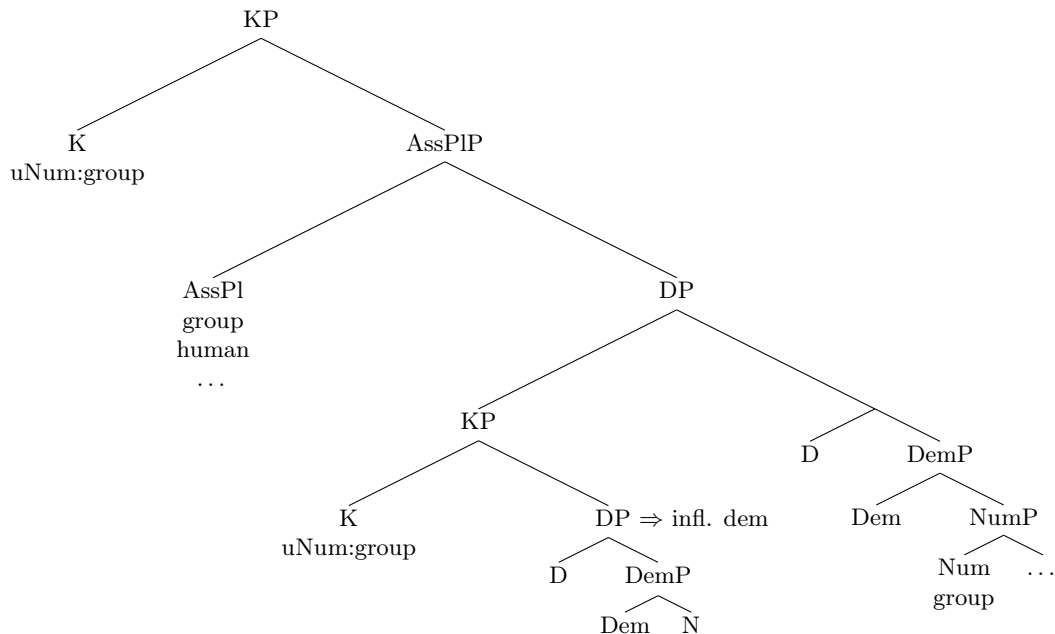 KP
K AssPlP
uNum:group
AssPl DP
group
human
...
KP
D DemP
K DP ⇒ infl. dem Dem NumP
uNum:group
D DemP Num ...
group
Dem N